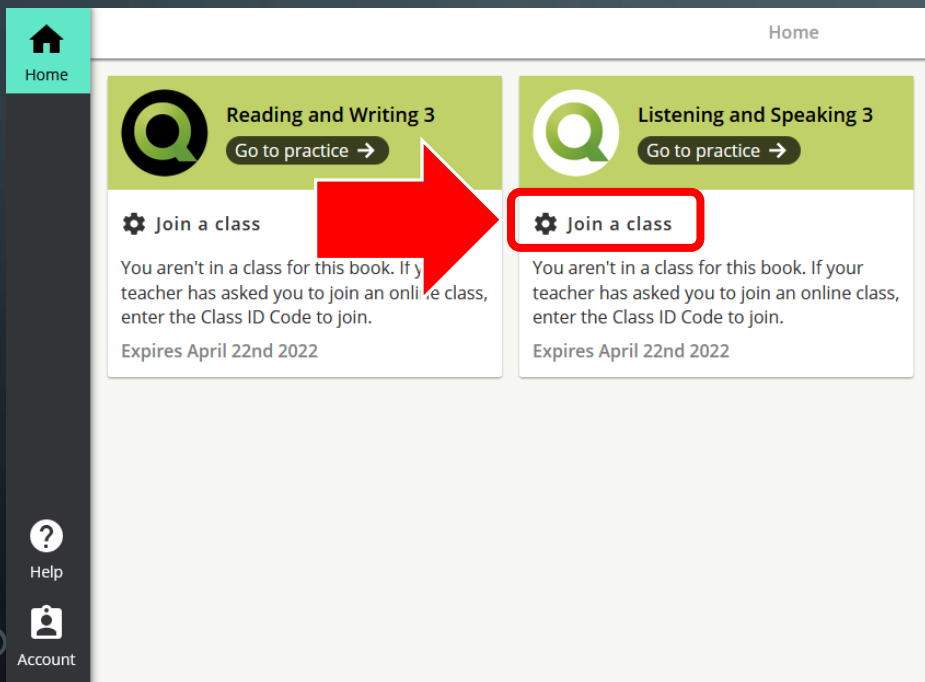 Home
Home
Reading and Writing 3
Go to practice →
Join a class
You aren't in a class for this book. If y
teacher has asked you to join an online class,
enter the Class ID Code to join.
Expires April 22nd 2022
Listening and Speaking 3
Go to practice →
Join a class
You aren't in a class for this book. If your
teacher has asked you to join an online class,
enter the Class ID Code to join.
Expires April 22nd 2022
Help
Account